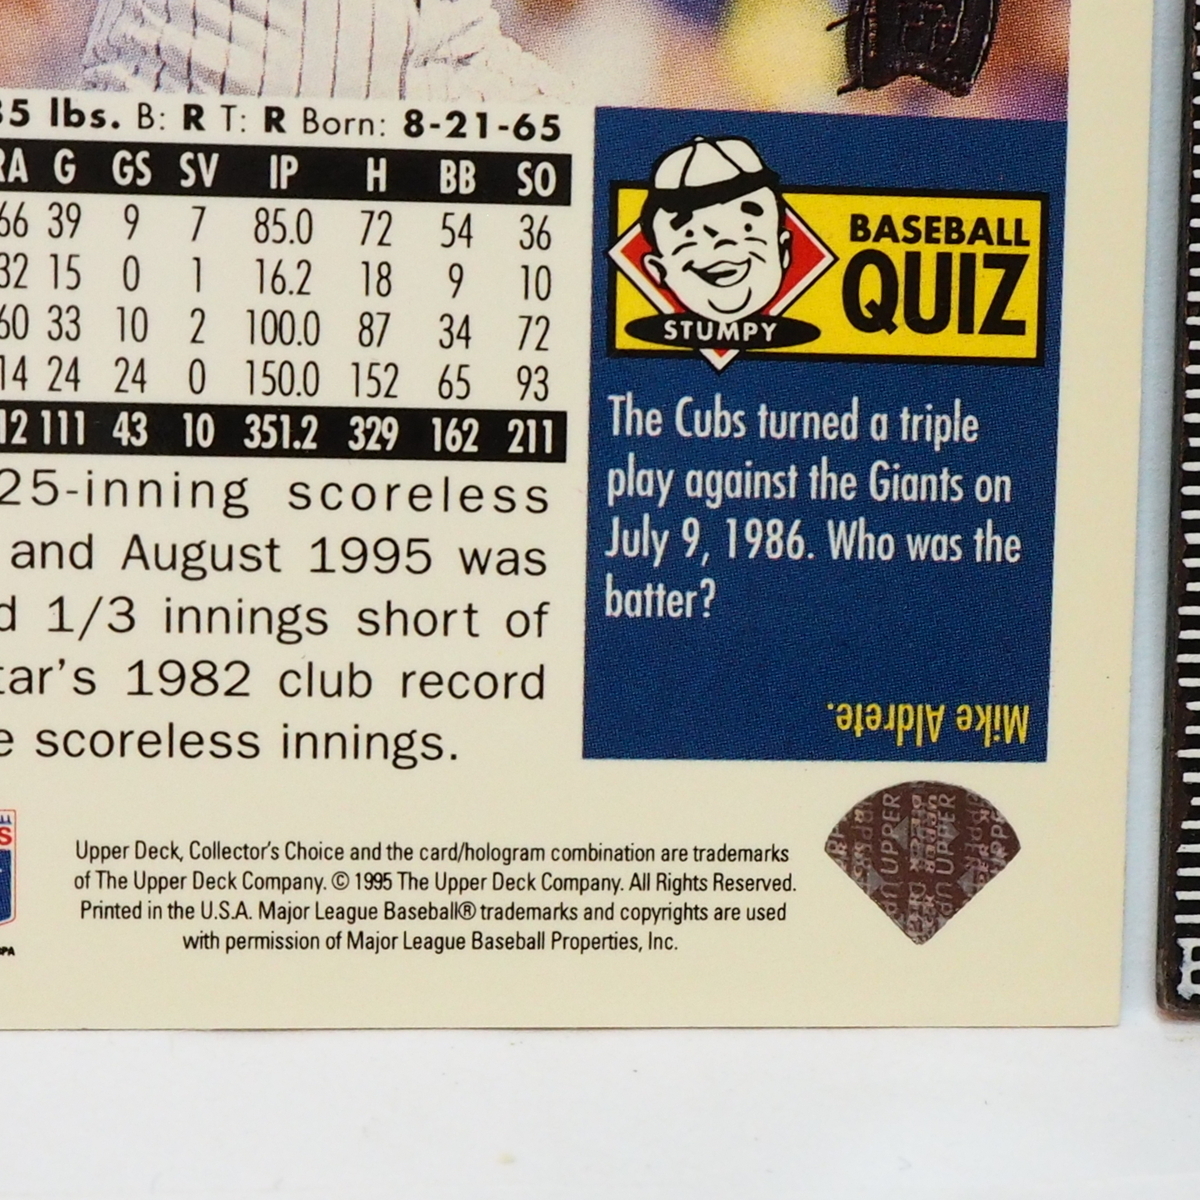 35 lbs. B: R T: R Born: 8-21-65
RA G GS SV IP H BB SO
66 39 9 7 85.0 72 54 36
32 15 0 1 16.2 18 9 10
60 33 10 2 100.0 87 34 72
14 24 24 0 150.0 152 65 93
12 111 43 10 351.2 329 162 211
25-inning scoreless
and August 1995 was
d 1/3 innings short of
tar's 1982 club record
e scoreless innings.
BASEBALL
QUIZ
STUMPY
The Cubs turned a triple
play against the Giants on
July 9, 1986. Who was the
batter?
Mike Aldrete.
Upper Deck, Collector's Choice and the card/hologram combination are trademarks
of The Upper Deck Company. © 1995 The Upper Deck Company. All Rights Reserved.
Printed in the U.S.A. Major League Baseball® trademarks and copyrights are used
with permission of Major League Baseball Properties, Inc.
S
PA
UPPER
UPPER